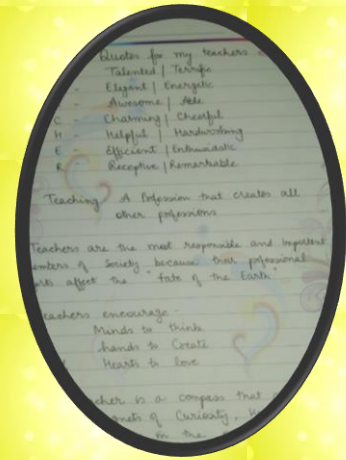 Quotes for my teachers
Talented | Terrific
- Elegant | Energetic
- Awesome | Able
C - Charming | Cheerful
H - Helpful | Hardworking
E - Efficient | Enthusiastic
R - Receptive | Remarkable
Teaching A Profession that creates all
other professions
Teachers are the most responsible and Important
members of Society because their professional
affect the "fate of the Earth"
Teachers encourage -
Minds to think
hands to Create
Hearts to love
is a compass that
of Curiosity,
in the